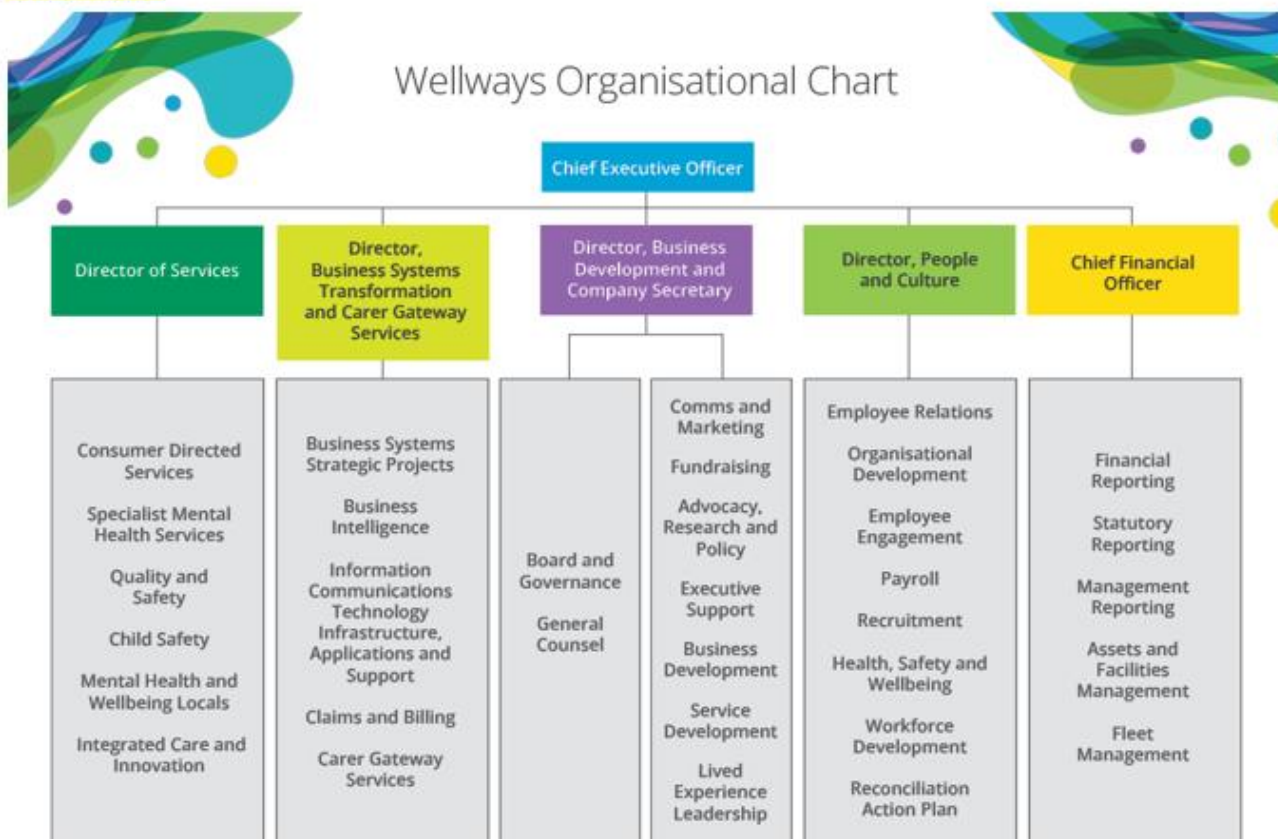 Wellways Organisational Chart
Chief Executive Officer
Director of Services
Director,
Business Systems
Transformation
and Carer Gateway
Services
Director, Business
Development and
Company Secretary
Director, People
and Culture
Chief Financial
Officer
Consumer Directed
Services
Specialist Mental
Health Services
Quality and
Safety
Child Safety
Mental Health and
Wellbeing Locals
Integrated Care and
Innovation
Business Systems
Strategic Projects
Business
Intelligence
Information
Communications
Technology
Infrastructure,
Applications and
Support
Claims and Billing
Carer Gateway
Services
Board and
Governance
General
Counsel
Comms and
Marketing
Fundraising
Advocacy,
Research and
Policy
Executive
Support
Business
Development
Service
Development
Lived
Experience
Leadership
Employee Relations
Organisational
Development
Employee
Engagement
Payroll
Recruitment
Health, Safety and
Wellbeing
Workforce
Development
Reconciliation
Action Plan
Financial
Reporting
Statutory
Reporting
Management
Reporting
Assets and
Facilities
Management
Fleet
Management